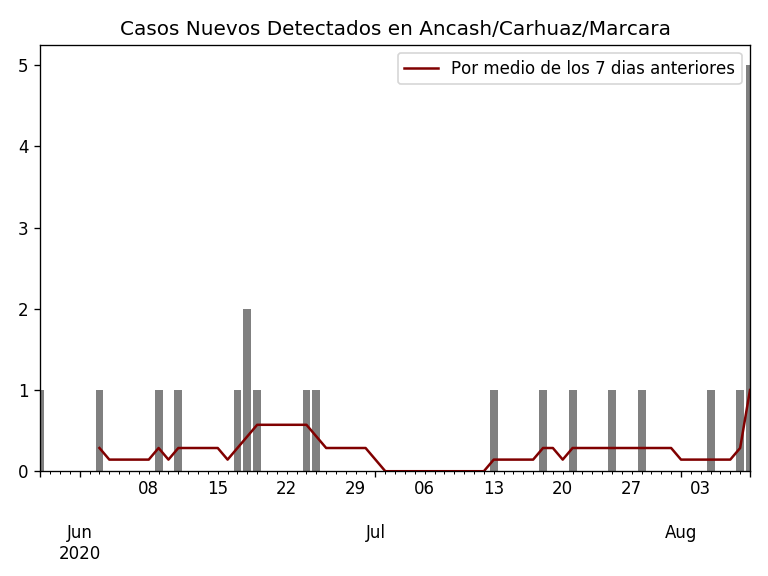 Casos Nuevos Detectados en Ancash/Carhuaz/Marcara
Por medio de los 7 dias anteriores
5
4
3
2
1
0
08 15 22 29 06 13 20 27 03
Jun Jul Aug
2020